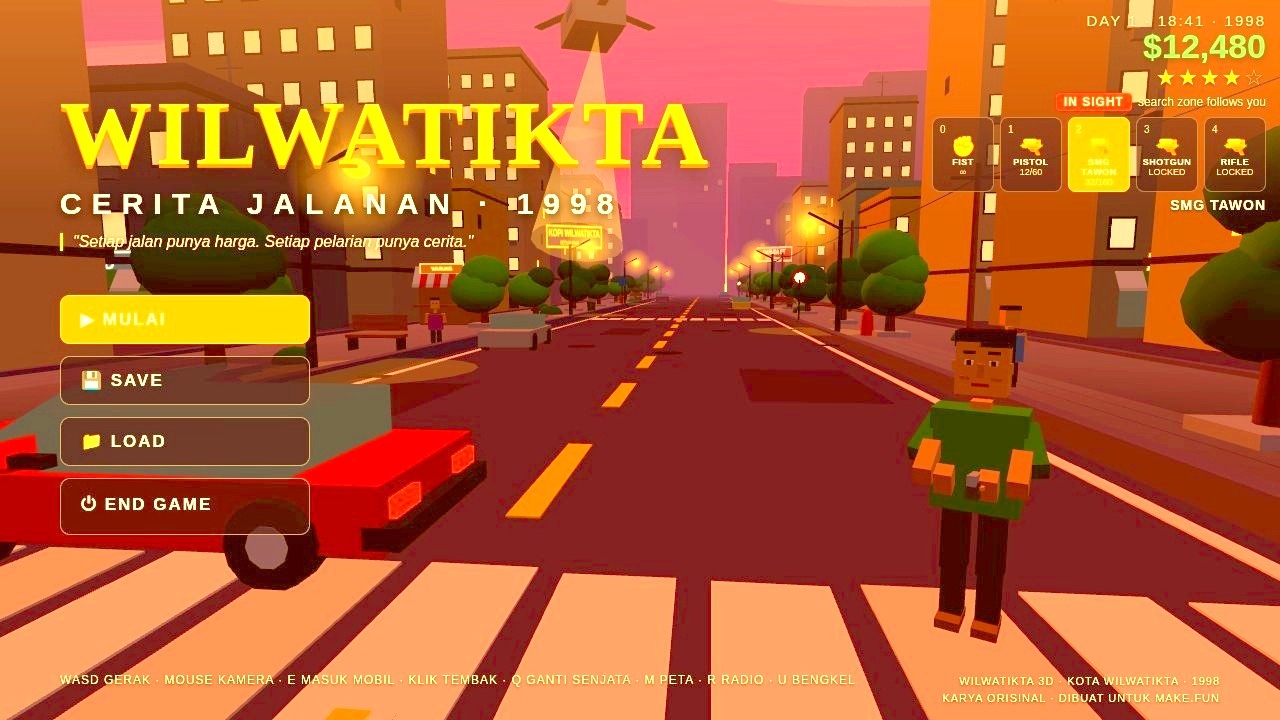 DAY 1 · 18:41 · 1998
$12,480
★★★★☆
IN SIGHT search zone follows you
0 FIST ∞
1 PISTOL 12/60
2 SMG TAWON 32/160
3 SHOTGUN LOCKED
4 RIFLE LOCKED
SMG TAWON
WILWATIKTA
CERITA JALANAN · 1998
"Setiap jalan punya harga. Setiap pelarian punya cerita."
KOPI WILWATIKTA
WARUNG
▶ MULAI
SAVE
LOAD
END GAME
WASD GERAK · MOUSE KAMERA · E MASUK MOBIL · KLIK TEMBAK · Q GANTI SENJATA · M PETA · R RADIO · U BENGKEL
WILWATIKTA 3D · KOTA WILWATIKTA · 1998
KARYA ORISINAL · DIBUAT UNTUK MAKE.FUN